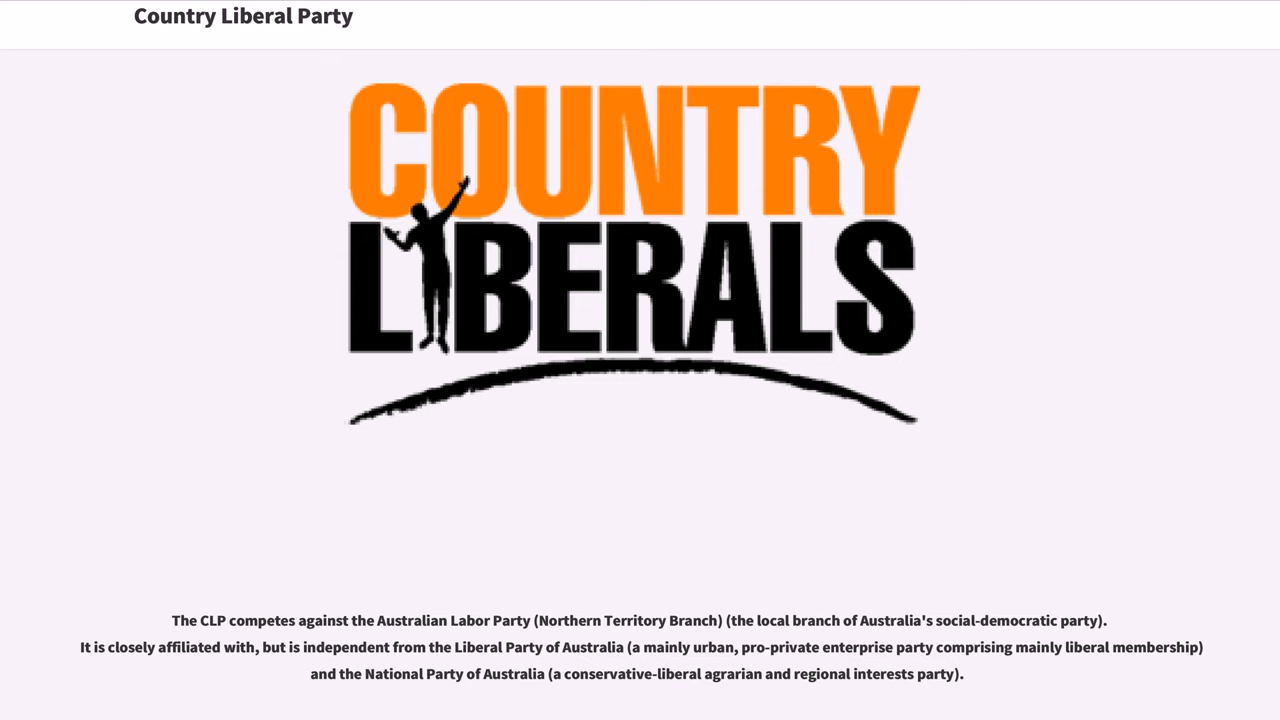 Country Liberal Party
COUNTRY
LIBERALS
The CLP competes against the Australian Labor Party (Northern Territory Branch) (the local branch of Australia's social-democratic party).
It is closely affiliated with, but is independent from the Liberal Party of Australia (a mainly urban, pro-private enterprise party comprising mainly liberal membership)
and the National Party of Australia (a conservative-liberal agrarian and regional interests party).